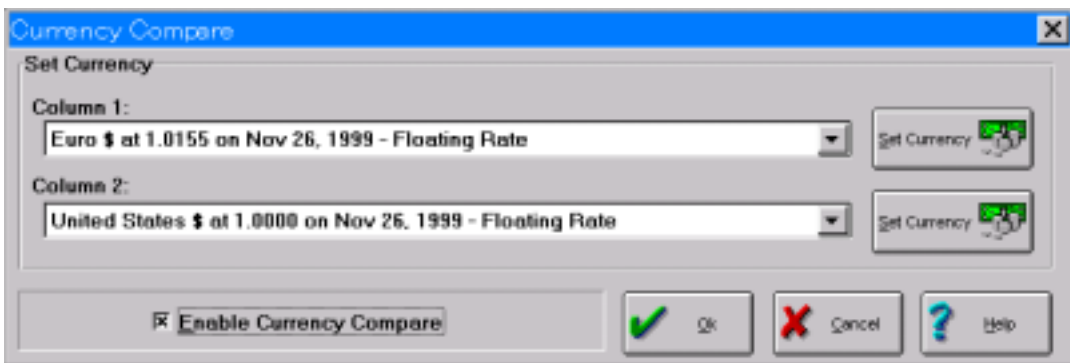 Currency Compare
Set Currency
Column 1:
Euro $ at 1.0155 on Nov 26, 1999 - Floating Rate
Set Currency
Column 2:
United States $ at 1.0000 on Nov 26, 1999 - Floating Rate
Set Currency
Enable Currency Compare
Ok
Cancel
Help